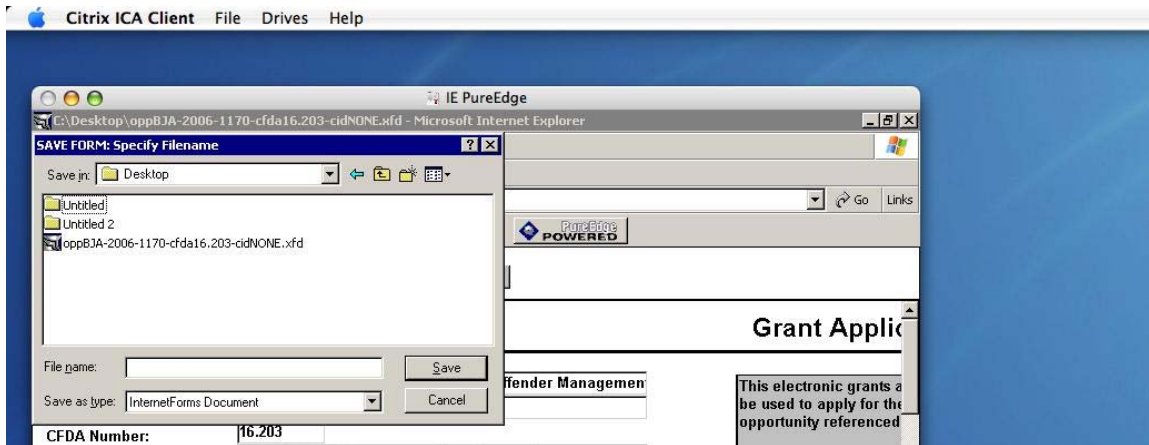 Citrix ICA Client File Drives Help
IE PureEdge
C:\Desktop\oppBJA-2006-1170-cfda16.203-cidNONE.xfd - Microsoft Internet Explorer
SAVE FORM: Specify Filename
Save in: Desktop
Go Links
Untitled
Untitled 2
oppBJA-2006-1170-cfda16.203-cidNONE.xfd
PureEdge
POWERED
Grant Applic
File name: Save
Save as type: InternetForms Document Cancel
ffender Managemen
This electronic grants a
be used to apply for the
opportunity referenced
CFDA Number: 16.203